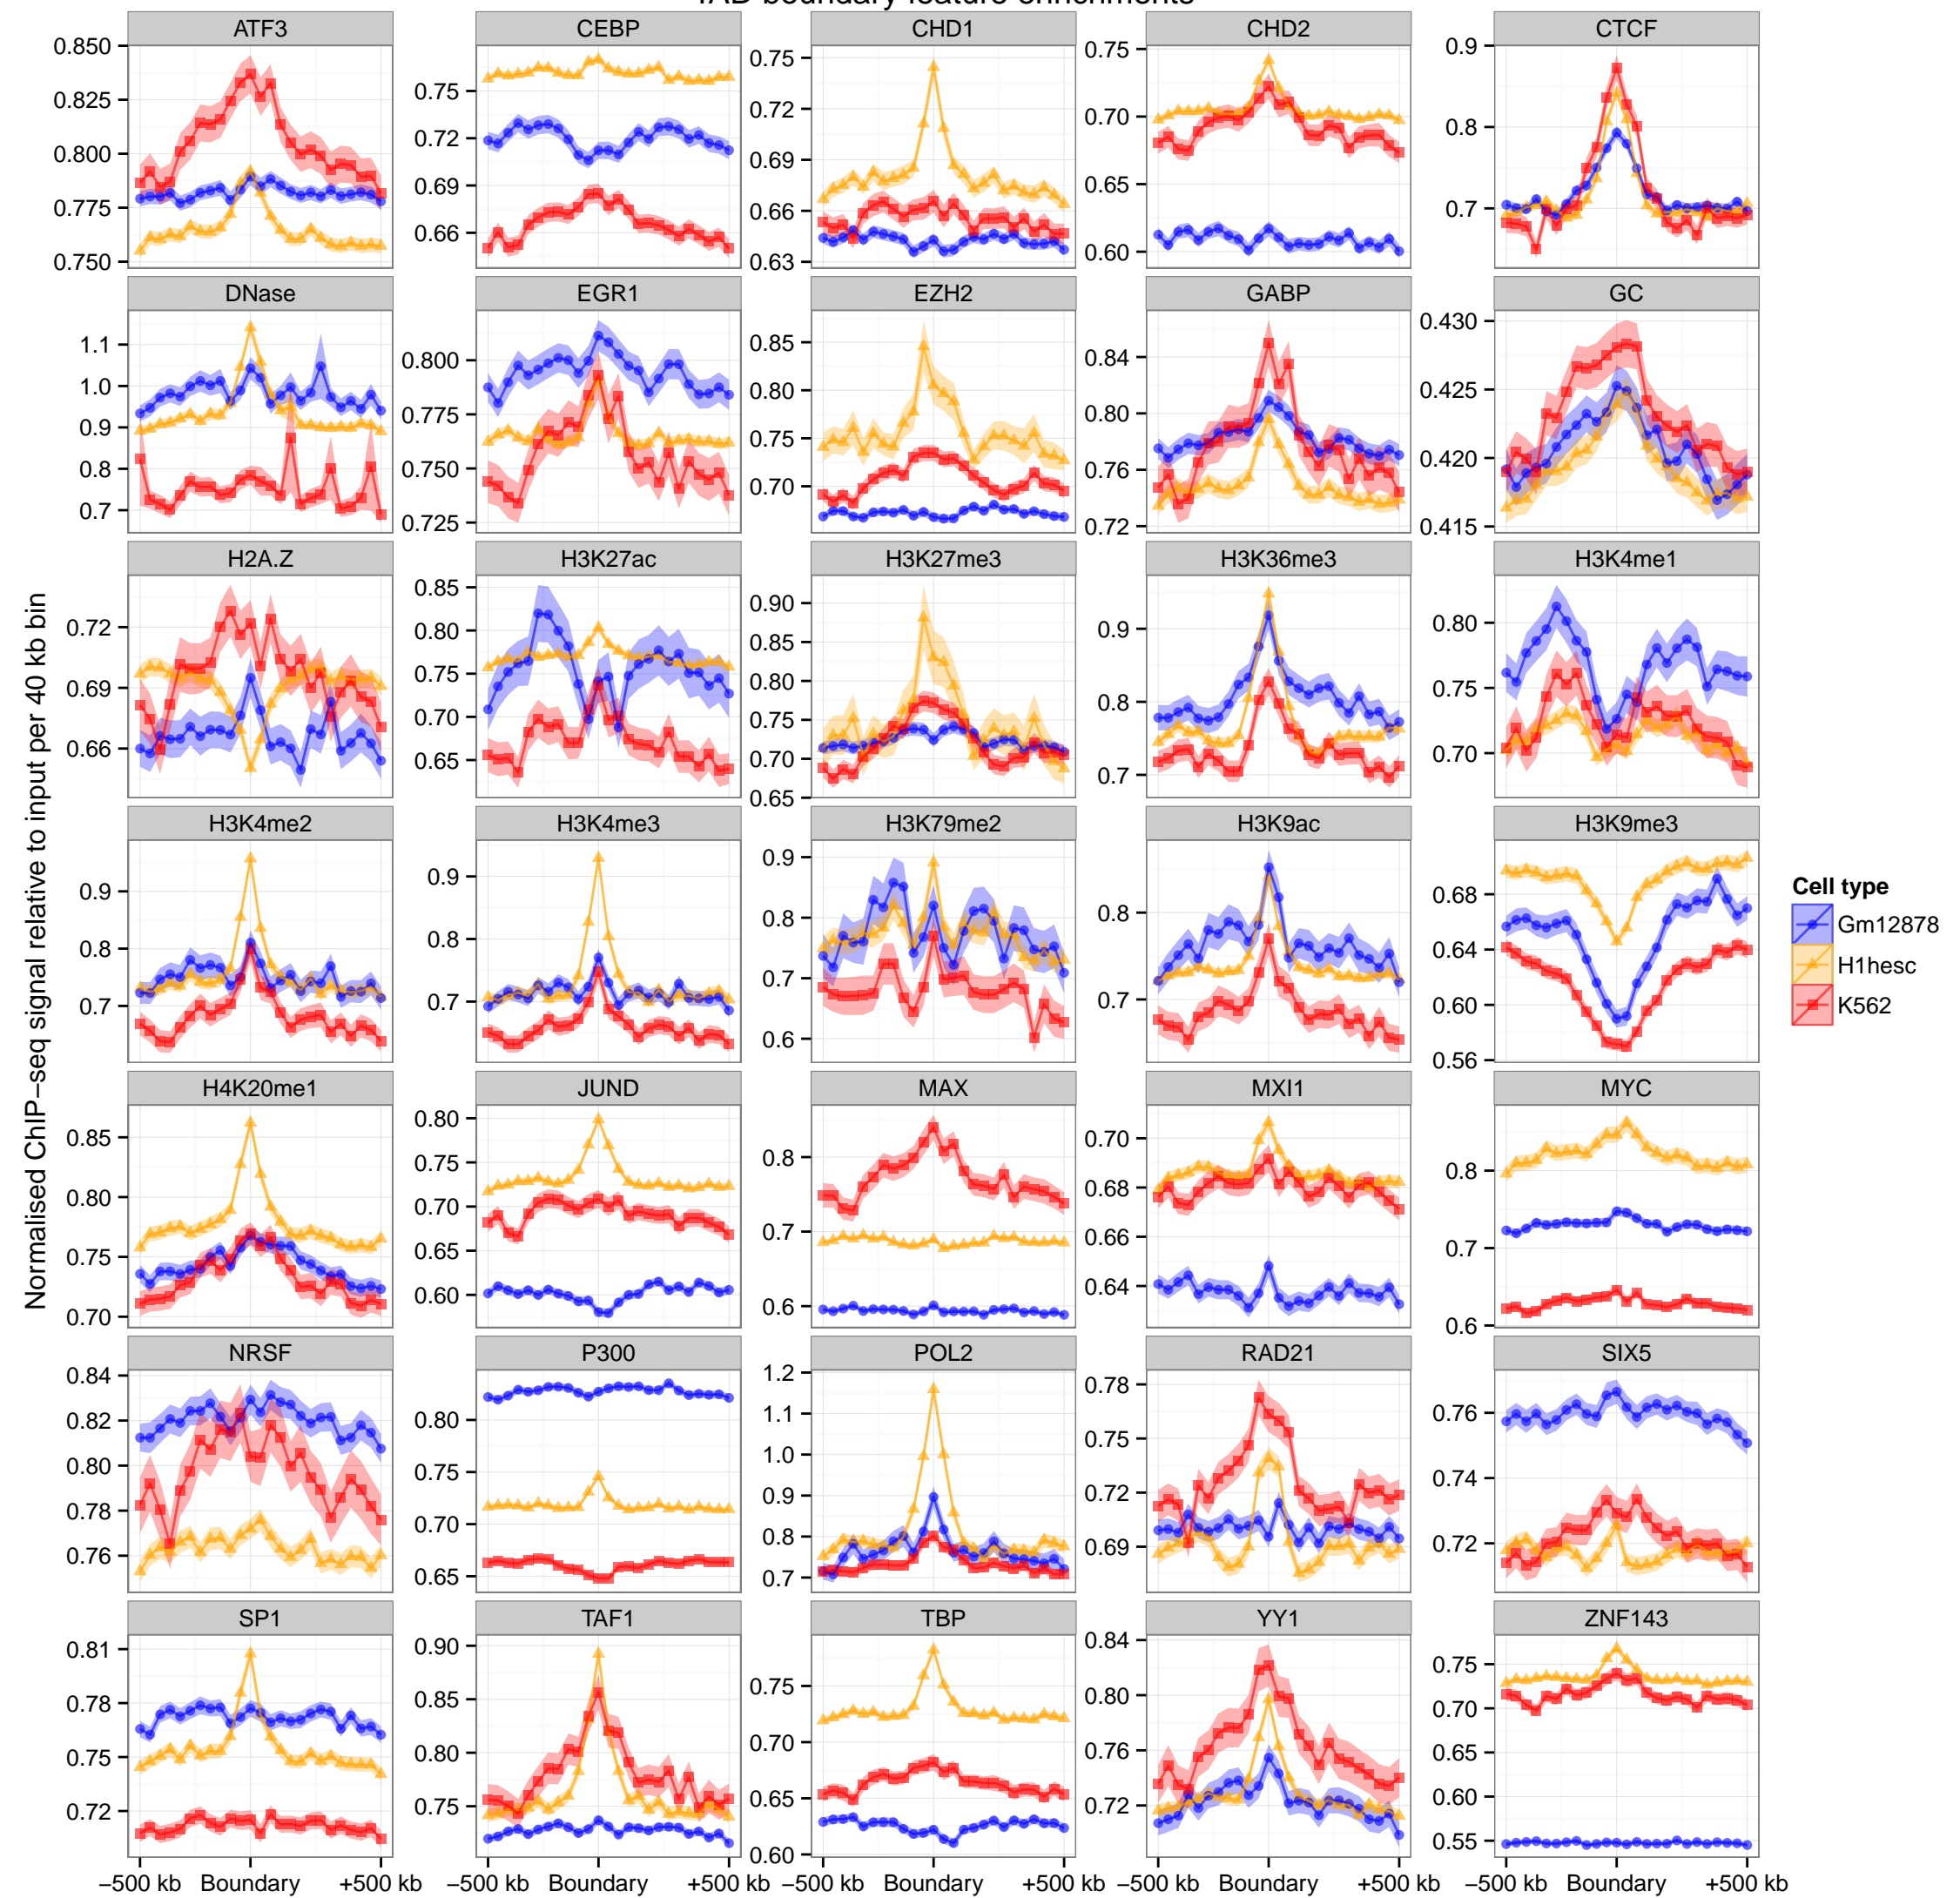 TAD boundary feature enrichments
ATF3 CEBP CHD1 CHD2 CTCF
0.850 0.825 0.800 0.775 0.750
0.75 0.72 0.69 0.66
0.75 0.72 0.69 0.66 0.63
0.75 0.70 0.65 0.60
0.9 0.8 0.7
DNase EGR1 EZH2 GABP GC
1.1 1.0 0.9 0.8 0.7
0.800 0.775 0.750 0.725
0.85 0.80 0.75 0.70
0.84 0.80 0.76 0.72
0.430 0.425 0.420 0.415
H2A.Z H3K27ac H3K27me3 H3K36me3 H3K4me1
0.72 0.69 0.66
0.85 0.80 0.75 0.70 0.65
0.90 0.85 0.80 0.75 0.70 0.65
0.9 0.8 0.7
0.80 0.75 0.70
H3K4me2 H3K4me3 H3K79me2 H3K9ac H3K9me3
0.9 0.8 0.7
0.9 0.8 0.7
0.9 0.8 0.7 0.6
0.8 0.7
0.68 0.64 0.60 0.56
H4K20me1 JUND MAX MXI1 MYC
0.85 0.80 0.75 0.70
0.80 0.75 0.70 0.65 0.60
0.8 0.7 0.6
0.70 0.68 0.66 0.64
0.8 0.7 0.6
NRSF P300 POL2 RAD21 SIX5
0.84 0.82 0.80 0.78 0.76
0.80 0.75 0.70 0.65
1.2 1.1 1.0 0.9 0.8 0.7
0.78 0.75 0.72 0.69
0.76 0.74 0.72
SP1 TAF1 TBP YY1 ZNF143
0.81 0.78 0.75 0.72
0.90 0.85 0.80 0.75
0.75 0.70 0.65 0.60
0.84 0.80 0.76 0.72
0.75 0.70 0.65 0.60 0.55
−500 kb Boundary +500 kb −500 kb Boundary +500 kb −500 kb Boundary +500 kb −500 kb Boundary +500 kb −500 kb Boundary +500 kb
Normalised ChIP−seq signal relative to input per 40 kb bin
Cell type
Gm12878
H1hesc
K562